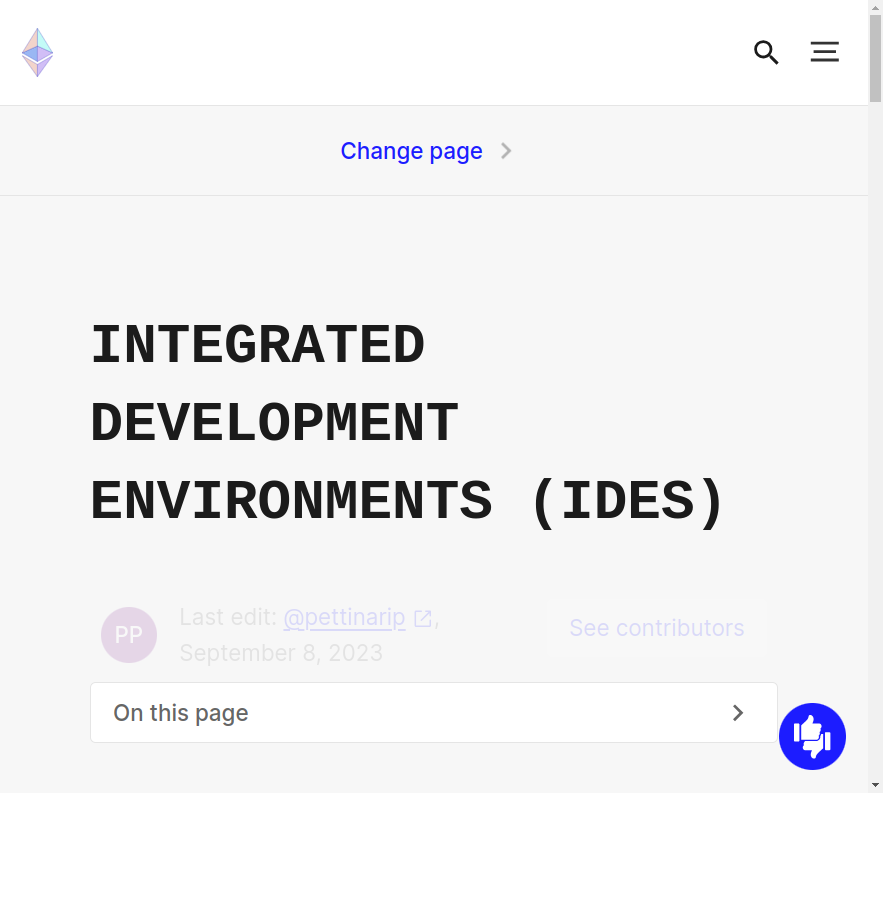 Change page
INTEGRATED
DEVELOPMENT
ENVIRONMENTS (IDES)
PP
Last edit: @pettinarip,
September 8, 2023
See contributors
On this page